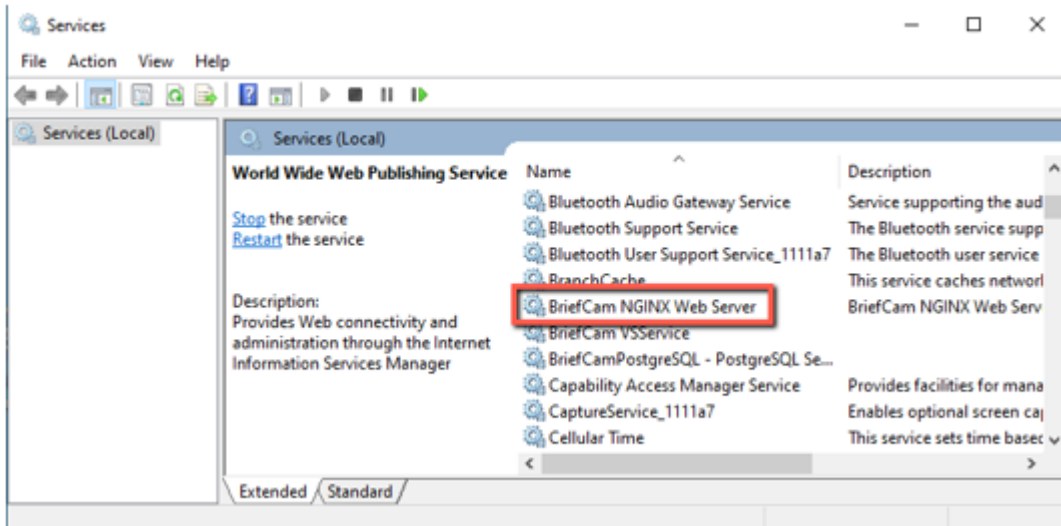 Services
File Action View Help
Services (Local)
Services (Local)
World Wide Web Publishing Service
Stop the service
Restart the service
Description:
Provides Web connectivity and
administration through the Internet
Information Services Manager
Name Description
Bluetooth Audio Gateway Service Service supporting the aud
Bluetooth Support Service The Bluetooth service supp
Bluetooth User Support Service_1111a7 The Bluetooth user service
BranchCache This service caches networl
BriefCam NGINX Web Server BriefCam NGINX Web Serv
BriefCam VSService
BriefCamPostgreSQL - PostgreSQL Se...
Capability Access Manager Service Provides facilities for mana
CaptureService_1111a7 Enables optional screen cap
Cellular Time This service sets time based
Extended Standard